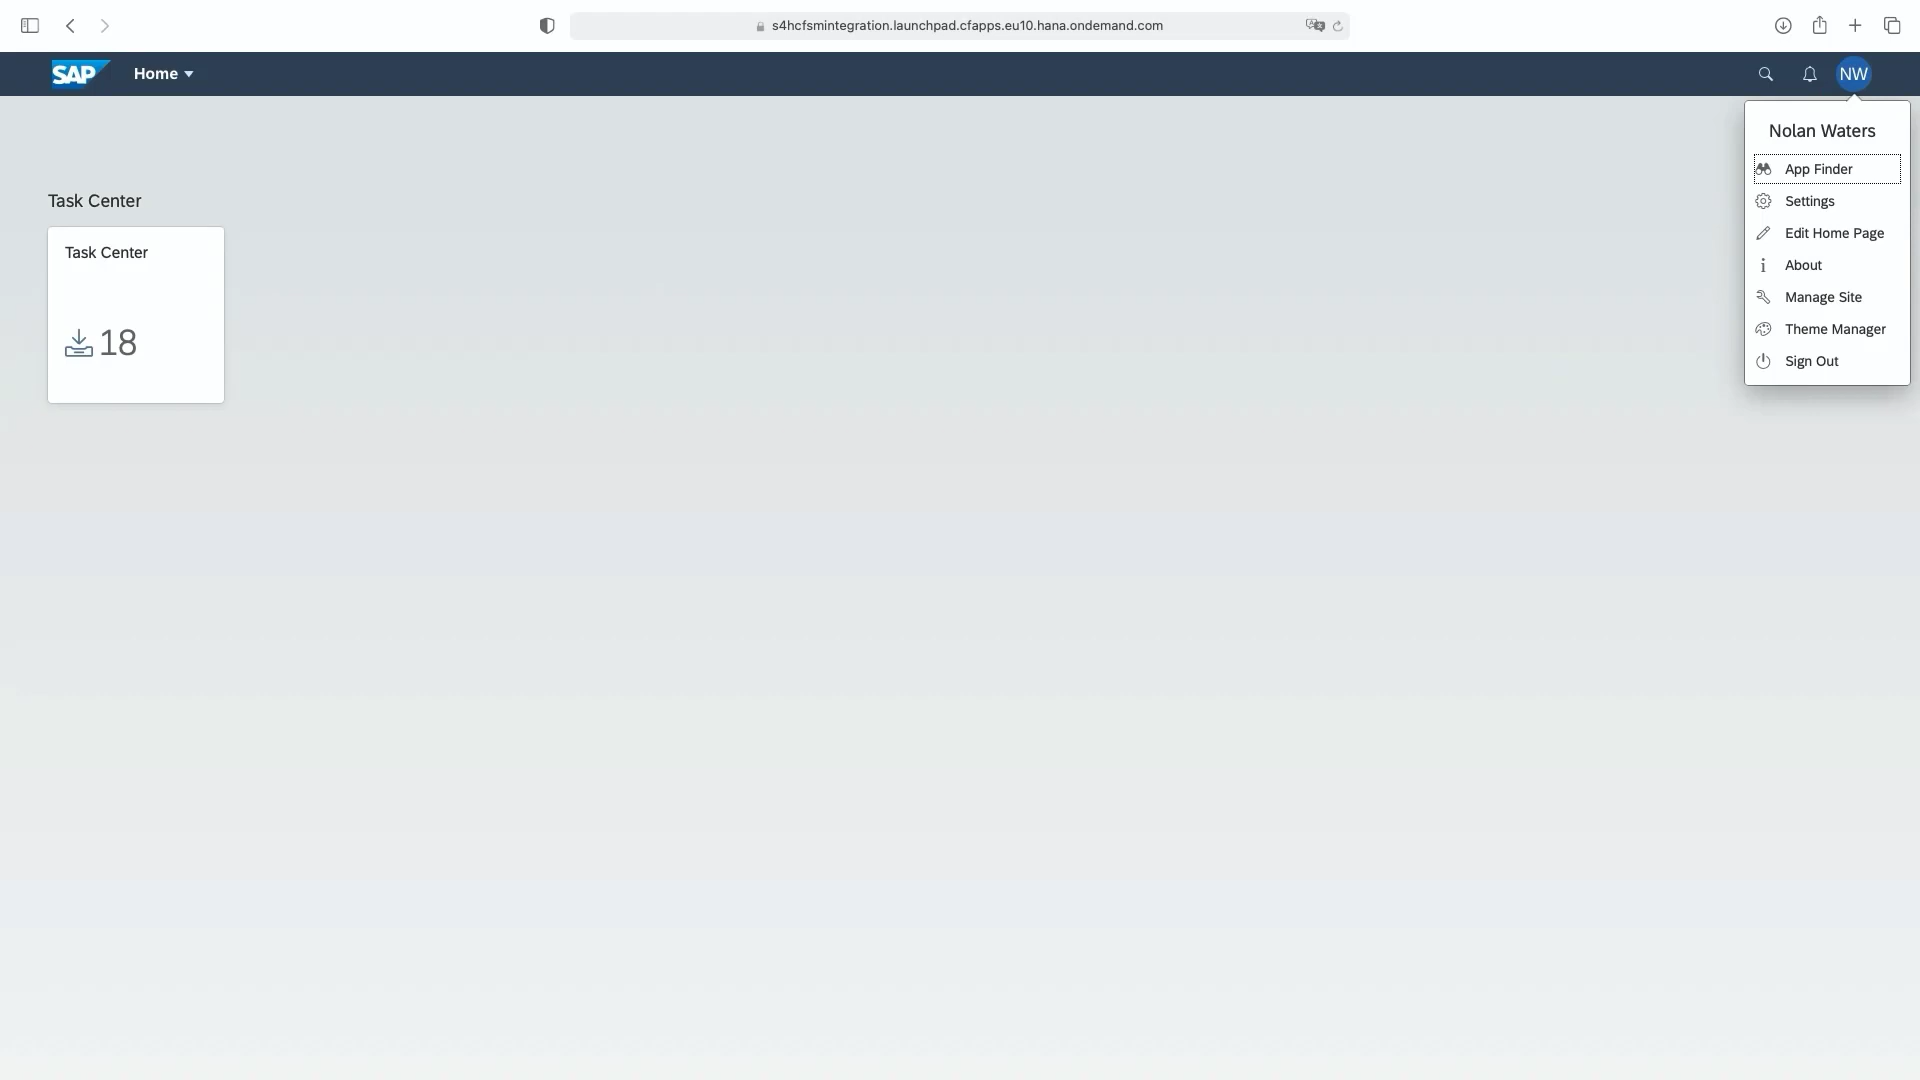 s4hcfsmintegration.launchpad.cfapps.eu10.hana.ondemand.com
SAP
Home
NW
Nolan Waters
App Finder
Settings
Edit Home Page
About
Manage Site
Theme Manager
Sign Out
Task Center
Task Center
18